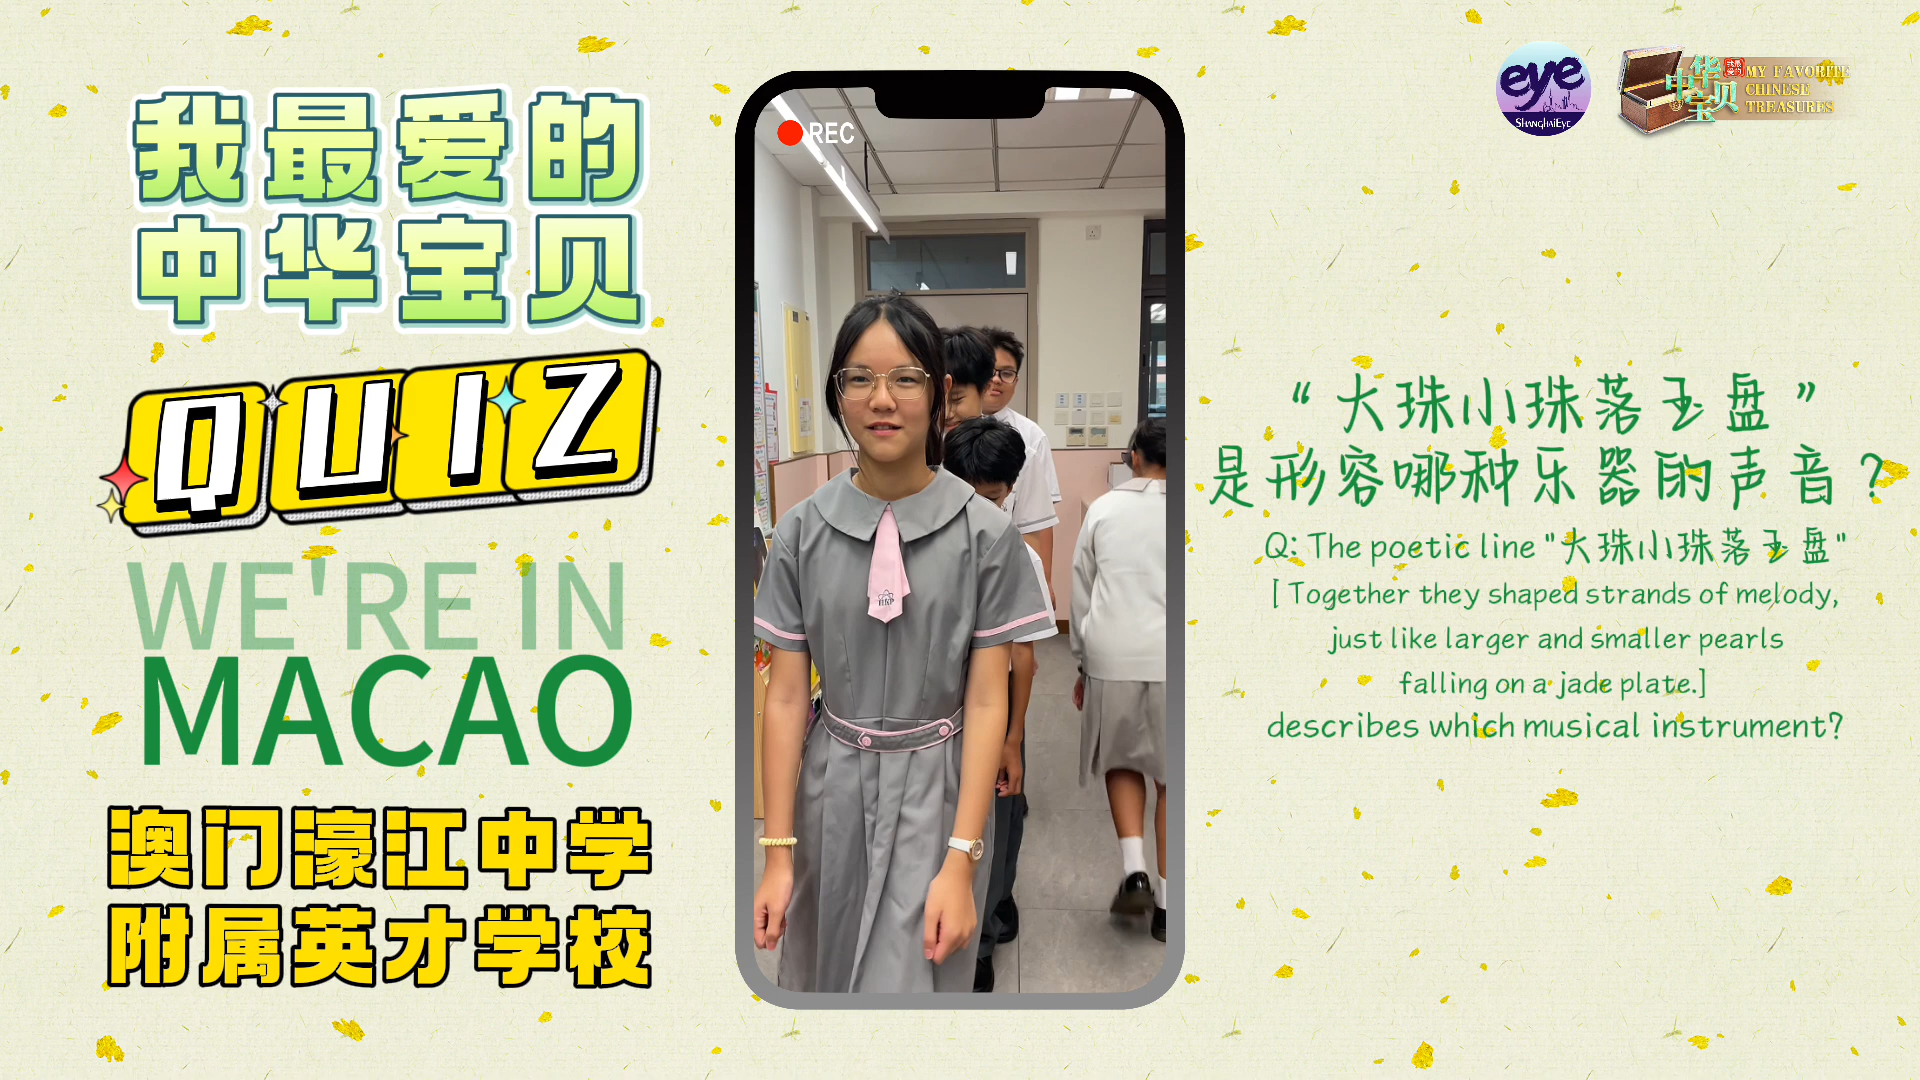 我最爱的
中华宝贝
QUIZ
WE'RE IN
MACAO
澳门濠江中学
附属英才学校
REC
eye
SHANGHAIEYE
我最爱的
中华宝贝
MY FAVORITE
CHINESE
TREASURES
“大珠小珠落玉盘”
是形容哪种乐器的声音?
Q: The poetic line "大珠小珠落玉盘"
[ Together they shaped strands of melody,
just like larger and smaller pearls
falling on a jade plate.]
describes which musical instrument?